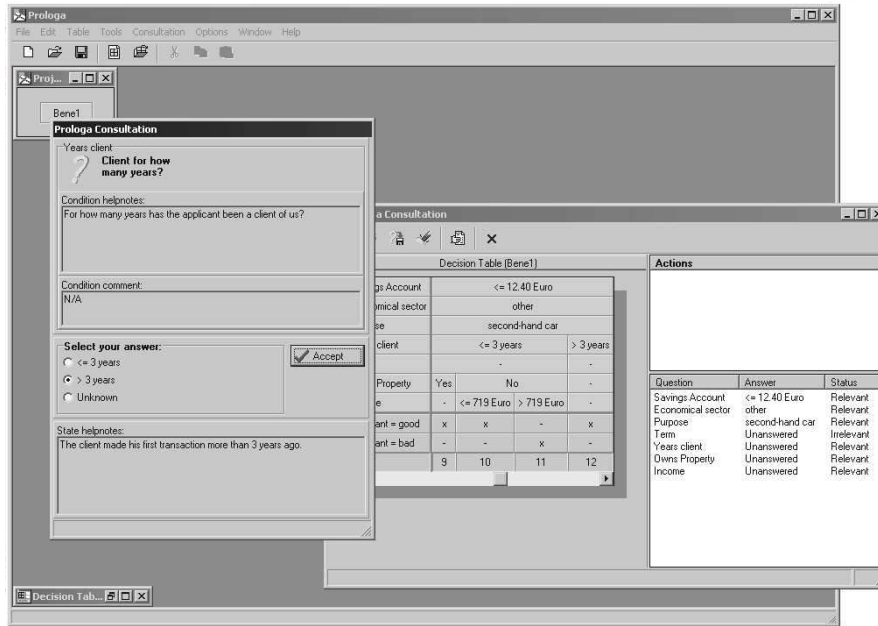 Prologa
File Edit Table Tools Consultation Options Window Help
Proj...
Bene1
Prologa Consultation
Years client
Client for how
many years?
Condition helpnotes:
For how many years has the applicant been a client of us?
Condition comment:
N/A
Select your answer:
<= 3 years
> 3 years
Unknown
Accept
State helpnotes:
The client made his first transaction more than 3 years ago.
a Consultation
Decision Table (Bene1)
gs Account <= 12.40 Euro
omical sector other
se second-hand car
client <= 3 years > 3 years
- -
Property Yes No -
e - <= 719 Euro > 719 Euro -
ant = good x x - x
ant = bad - - x -
9 10 11 12
Actions
Question Answer Status
Savings Account <= 12.40 Euro Relevant
Economical sector other Relevant
Purpose second-hand car Relevant
Term Unanswered Irrelevant
Years client Unanswered Relevant
Owns Property Unanswered Relevant
Income Unanswered Relevant
Decision Tab...